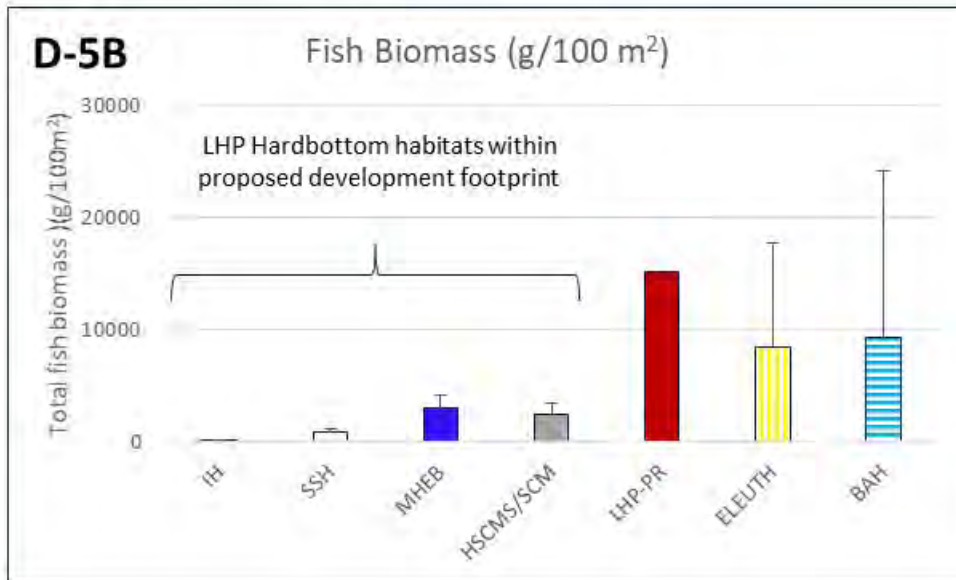 D-5B
Fish Biomass (g/100 m²)
Total fish biomass )(g/100m²)
30000
20000
10000
0
LHP Hardbottom habitats within
proposed development footprint
IH
SSH
MHEB
HSCMS/SCM
LHP-PR
ELEUTH
BAH